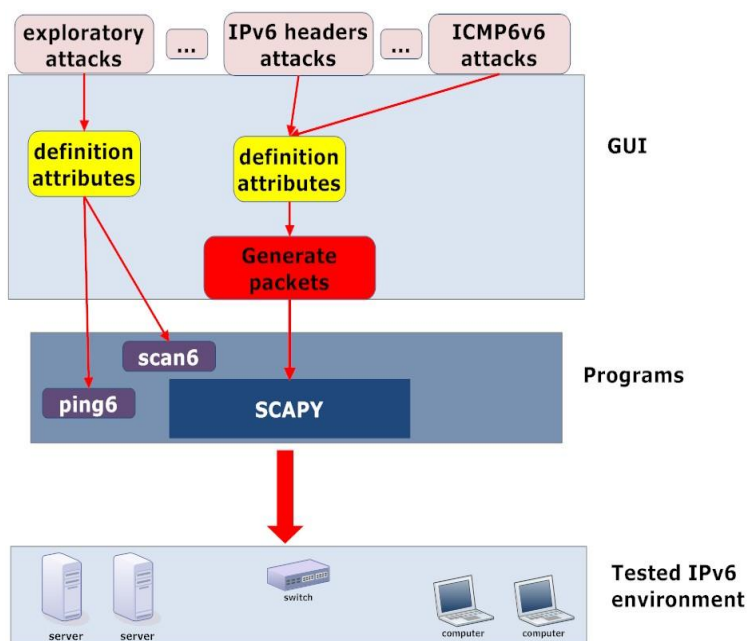 exploratory
attacks
...
IPv6 headers
attacks
...
ICMP6v6
attacks
GUI
definition
attributes
definition
attributes
Generate
packets
Programs
scan6
ping6
SCAPY
Tested IPv6
environment
server
server
switch
computer
computer